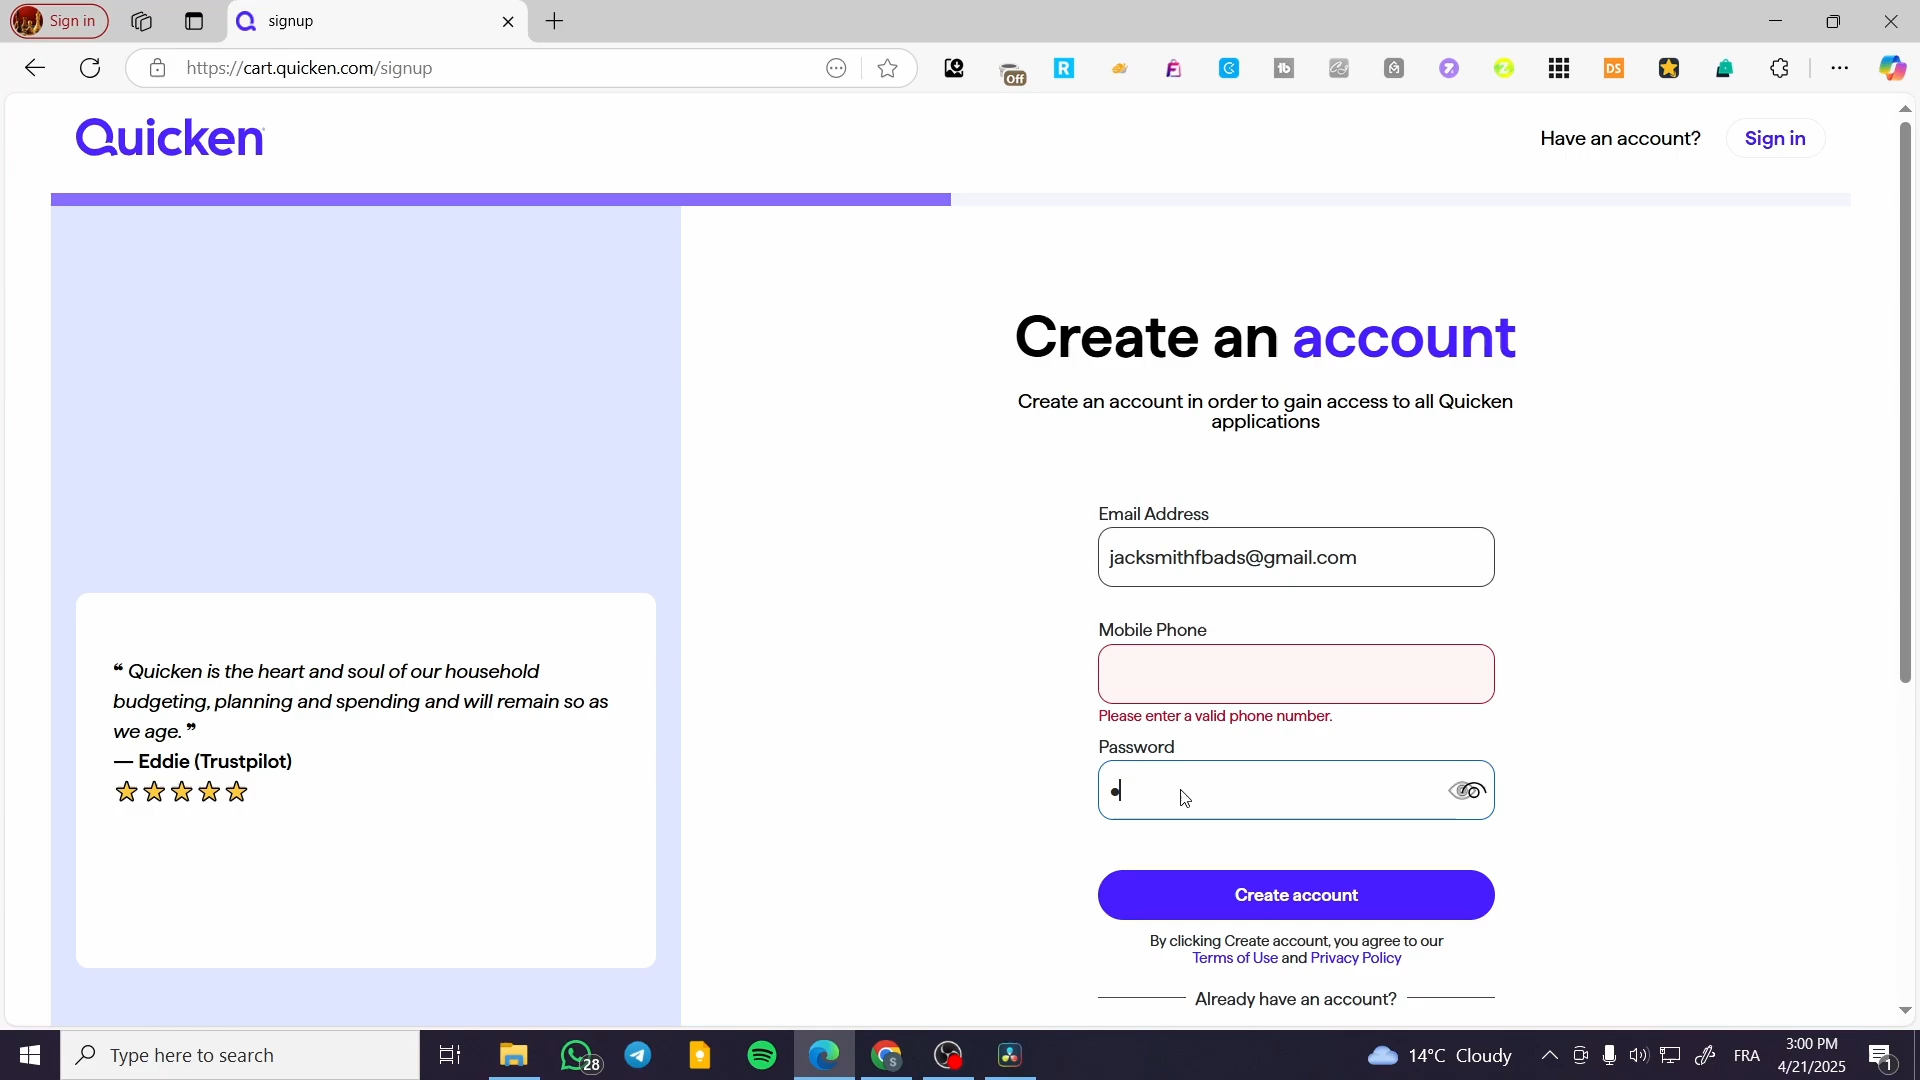 Sign in
signup
https://cart.quicken.com/signup
Off
DS
Quicken
Have an account?
Sign in
Create an account
Create an account in order to gain access to all Quicken
applications
Email Address
jacksmithfbads@gmail.com
Mobile Phone
Please enter a valid phone number.
Password
Create account
By clicking Create account, you agree to our
Terms of Use and Privacy Policy
Already have an account?
❝ Quicken is the heart and soul of our household
budgeting, planning and spending and will remain so as
we age. ❞
— Eddie (Trustpilot)
Type here to search
28
14°C Cloudy
FRA
3:00 PM
4/21/2025
1